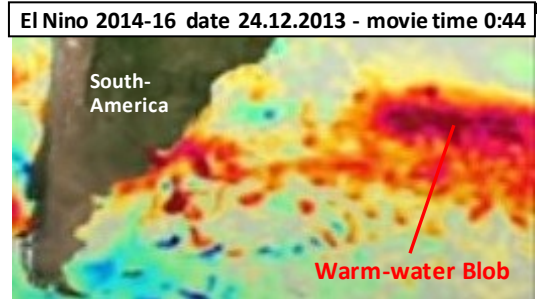 El Nino 2014-16 date 24.12.2013 - movie time 0:44
South-
America
Warm-water Blob